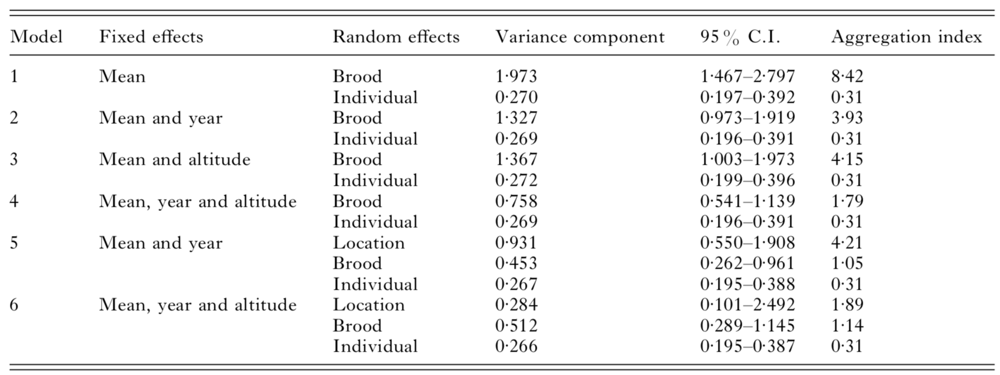 Model Fixed effects Random effects Variance component 95 % C.I. Aggregation index
1 Mean Brood 1·973 1·467–2·797 8·42
Individual 0·270 0·197–0·392 0·31
2 Mean and year Brood 1·327 0·973–1·919 3·93
Individual 0·269 0·196–0·391 0·31
3 Mean and altitude Brood 1·367 1·003–1·973 4·15
Individual 0·272 0·199–0·396 0·31
4 Mean, year and altitude Brood 0·758 0·541–1·139 1·79
Individual 0·269 0·196–0·391 0·31
5 Mean and year Location 0·931 0·550–1·908 4·21
Brood 0·453 0·262–0·961 1·05
Individual 0·267 0·195–0·388 0·31
6 Mean, year and altitude Location 0·284 0·101–2·492 1·89
Brood 0·512 0·289–1·145 1·14
Individual 0·266 0·195–0·387 0·31